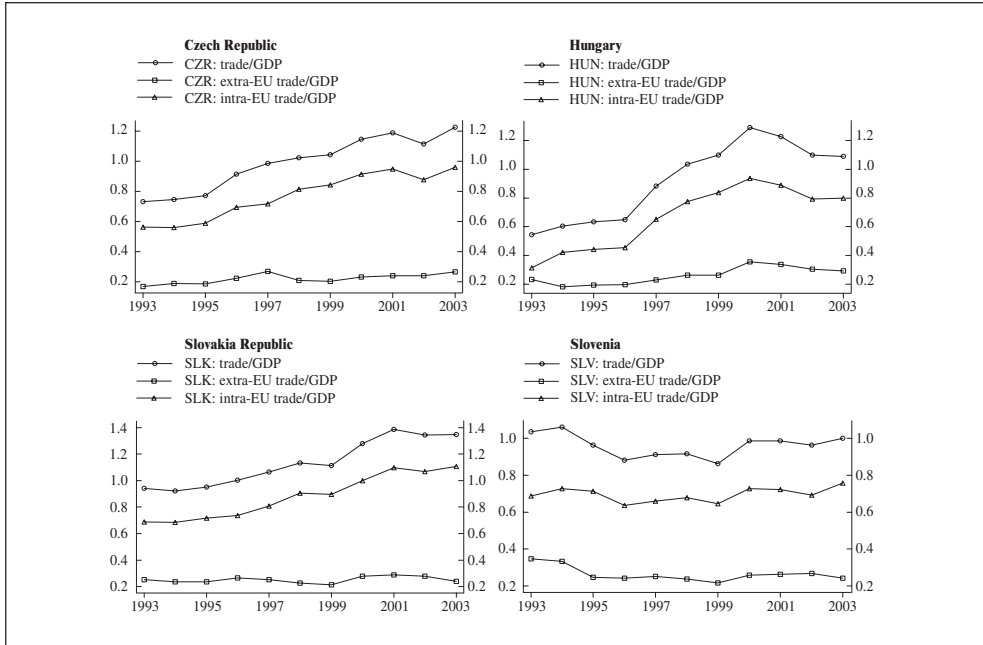 Czech Republic
CZR: trade/GDP
CZR: extra-EU trade/GDP
CZR: intra-EU trade/GDP
1.2 1.2
1.0 1.0
0.8 0.8
0.6 0.6
0.4 0.4
0.2 0.2
1993 1995 1997 1999 2001 2003
Hungary
HUN: trade/GDP
HUN: extra-EU trade/GDP
HUN: intra-EU trade/GDP
1.2 1.2
1.0 1.0
0.8 0.8
0.6 0.6
0.4 0.4
0.2 0.2
1993 1995 1997 1999 2001 2003
Slovakia Republic
SLK: trade/GDP
SLK: extra-EU trade/GDP
SLK: intra-EU trade/GDP
1.4 1.4
1.2 1.2
1.0 1.0
0.8 0.8
0.6 0.6
0.4 0.4
0.2 0.2
1993 1995 1997 1999 2001 2003
Slovenia
SLV: trade/GDP
SLV: extra-EU trade/GDP
SLV: intra-EU trade/GDP
1.0 1.0
0.8 0.8
0.6 0.6
0.4 0.4
0.2 0.2
1993 1995 1997 1999 2001 2003